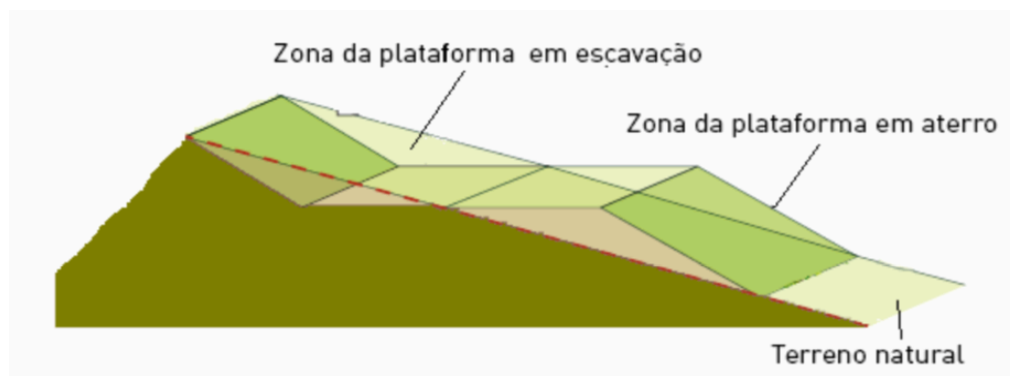 Zona da plataforma em escavação
Zona da plataforma em aterro
Terreno natural